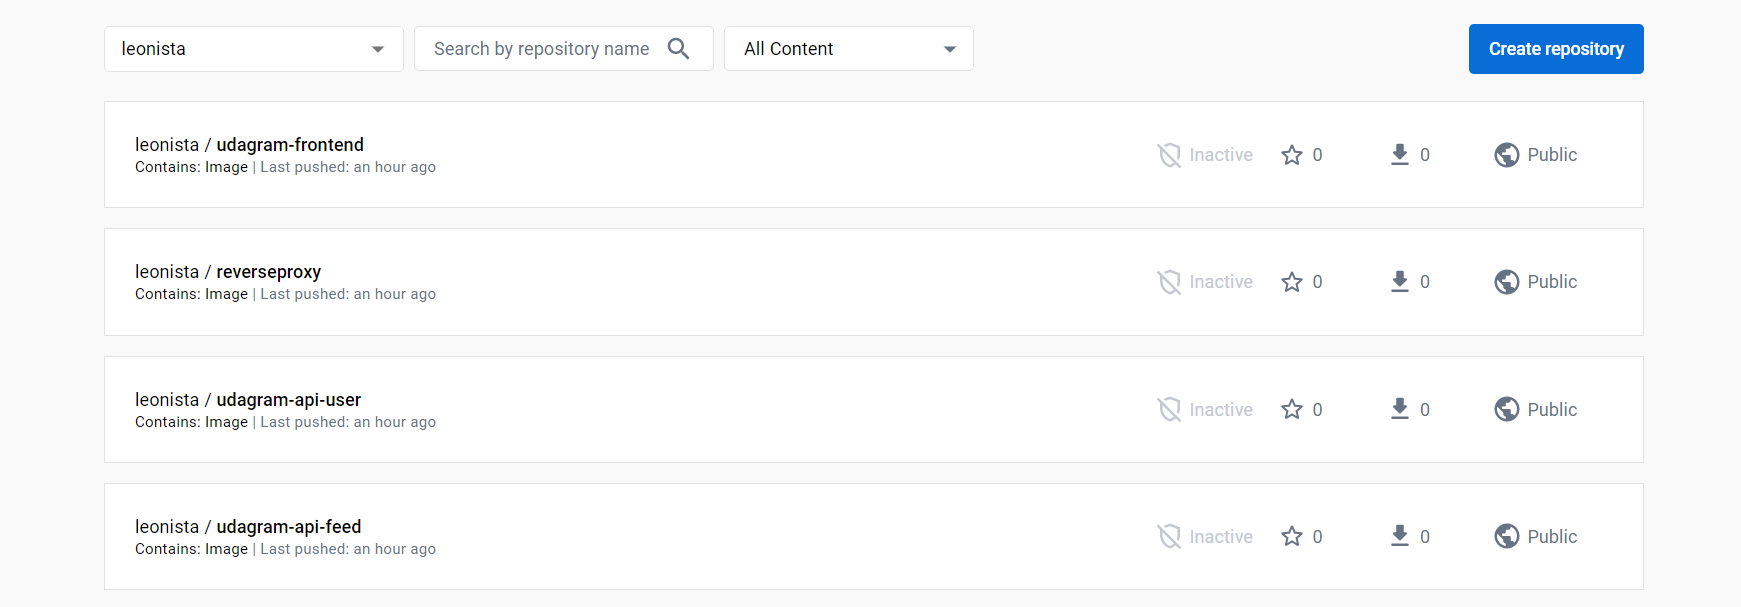 leonista
Search by repository name
All Content
Create repository
leonista / udagram-frontend
Contains: Image | Last pushed: an hour ago
Inactive
0
0
Public
leonista / reverseproxy
Contains: Image | Last pushed: an hour ago
Inactive
0
0
Public
leonista / udagram-api-user
Contains: Image | Last pushed: an hour ago
Inactive
0
0
Public
leonista / udagram-api-feed
Contains: Image | Last pushed: an hour ago
Inactive
0
0
Public